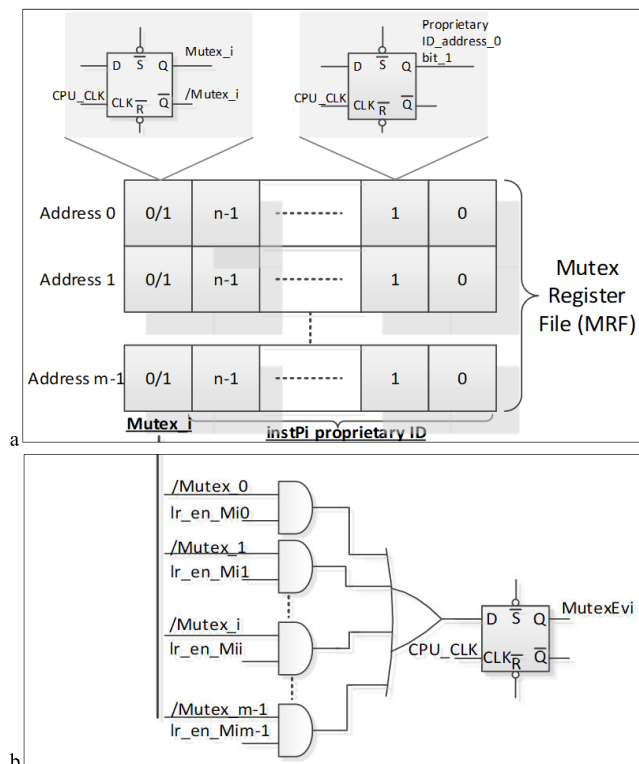 Mutex_i
D S Q
CPU_CLK CLK R Q /Mutex_i
Proprietary
ID_address_0
bit_1
D S Q
CPU_CLK CLK R Q
Address 0 0/1 n-1 1 0
Address 1 0/1 n-1 1 0
Address m-1 0/1 n-1 1 0
Mutex
Register
File (MRF)
Mutex_i instPi proprietary ID
a
/Mutex_0
lr_en_Mi0
/Mutex_1
lr_en_Mi1
/Mutex_i
lr_en_Mii
/Mutex_m-1
lr_en_Mim-1
D S Q MutexEvi
CPU_CLK CLK R Q
b